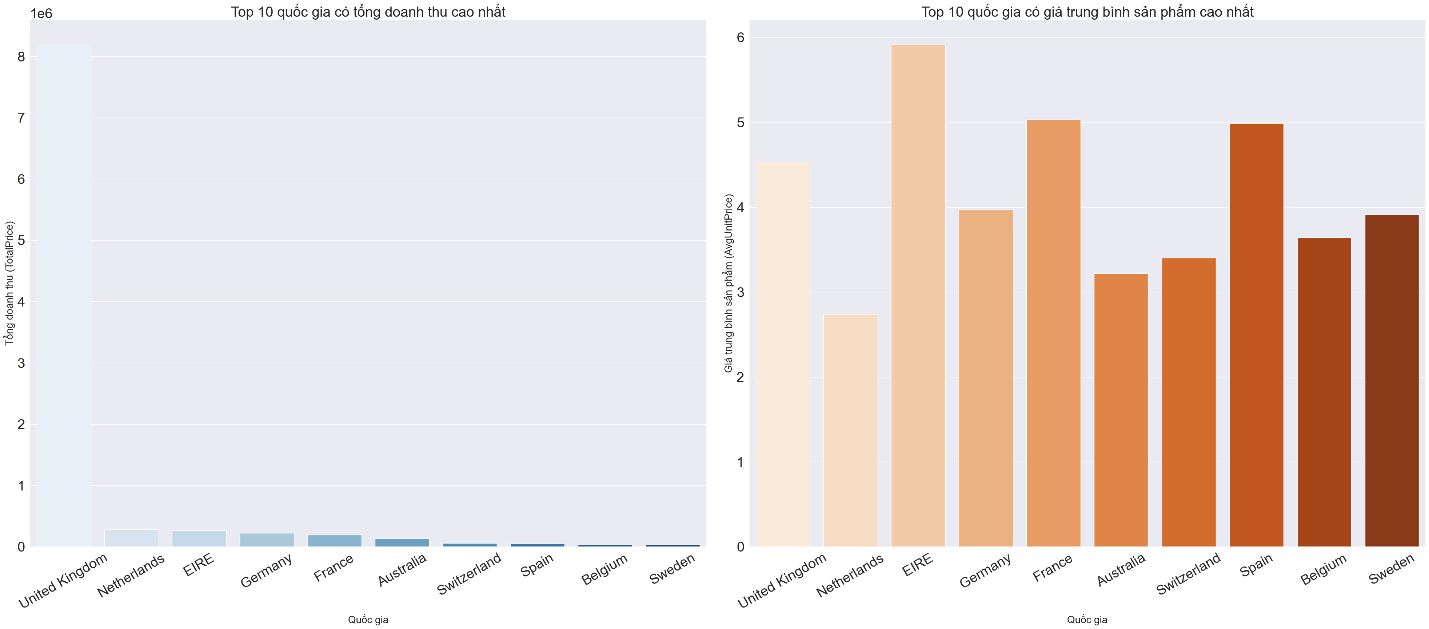 Top 10 quốc gia có tổng doanh thu cao nhất
1e6
8
7
6
5
4
3
2
1
0
Tổng doanh thu (TotalPrice)
United Kingdom
Netherlands
EIRE
Germany
France
Australia
Switzerland
Spain
Belgium
Sweden
Quốc gia
Top 10 quốc gia có giá trung bình sản phẩm cao nhất
6
5
4
3
2
1
0
Giá trung bình sản phẩm (AvgUnitPrice)
United Kingdom
Netherlands
EIRE
Germany
France
Australia
Switzerland
Spain
Belgium
Sweden
Quốc gia